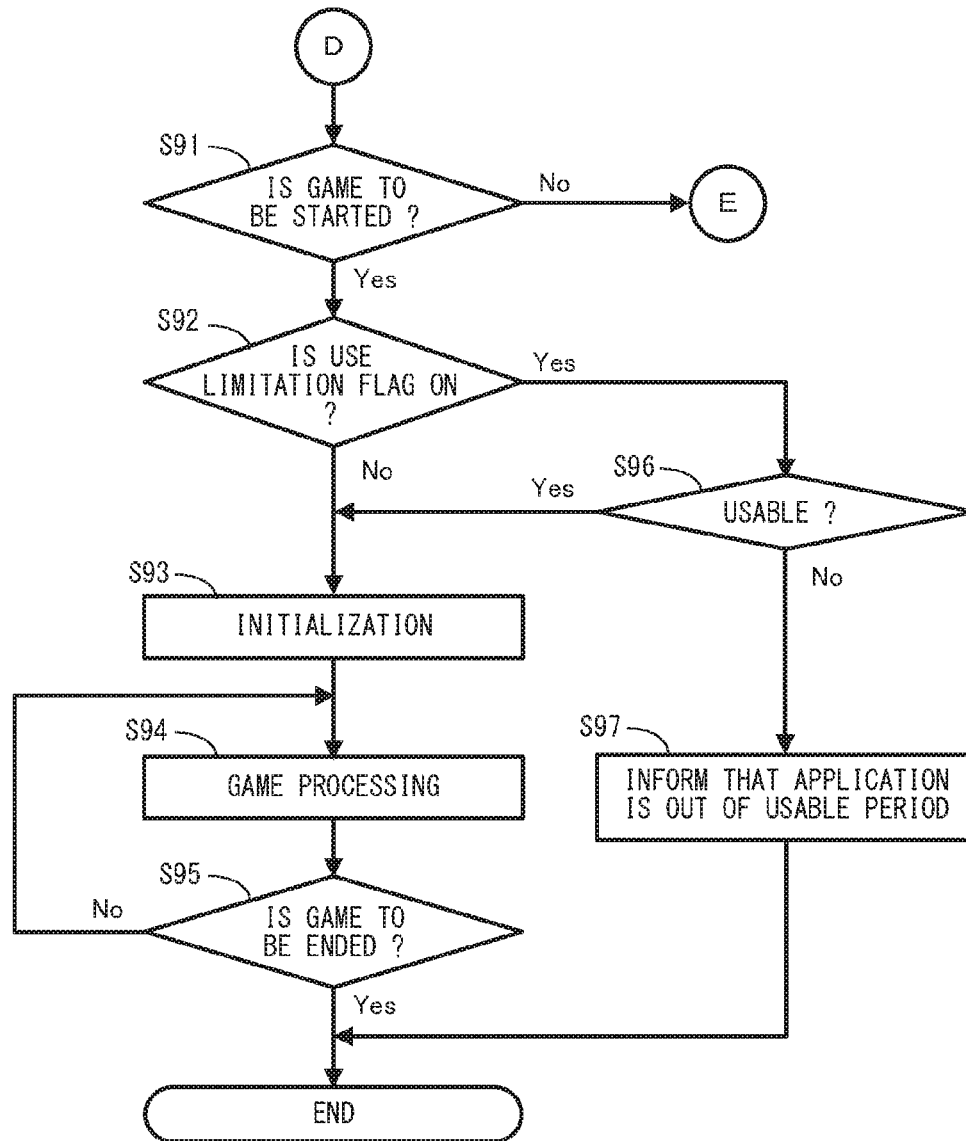 D
S91
IS GAME TO
BE STARTED ?
No
E
Yes
S92
IS USE
LIMITATION FLAG ON
?
Yes
No
S96
USABLE ?
Yes
No
S93
INITIALIZATION
S94
GAME PROCESSING
S97
INFORM THAT APPLICATION
IS OUT OF USABLE PERIOD
S95
IS GAME TO
BE ENDED ?
No
Yes
END